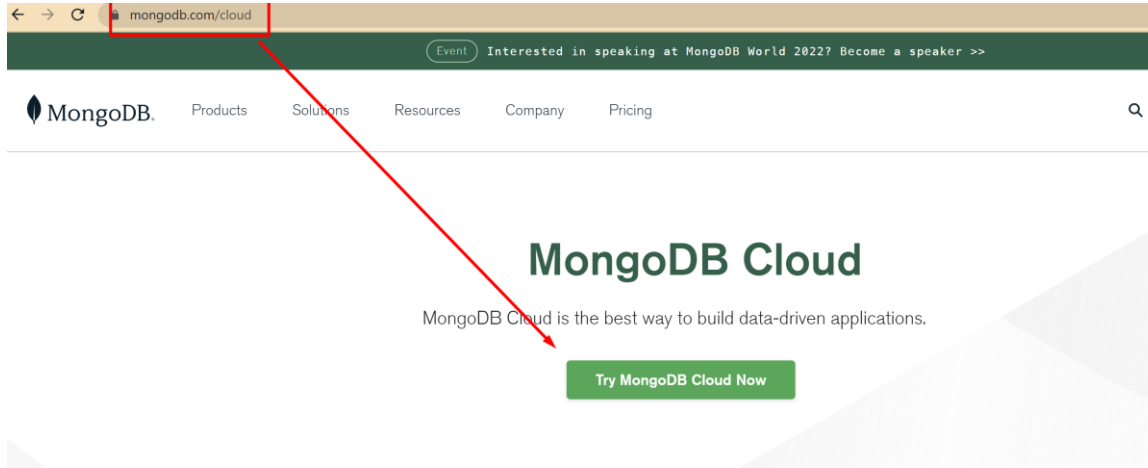 mongodb.com/cloud
Event Interested in speaking at MongoDB World 2022? Become a speaker >>
MongoDB. Products Solutions Resources Company Pricing
MongoDB Cloud
MongoDB Cloud is the best way to build data-driven applications.
Try MongoDB Cloud Now